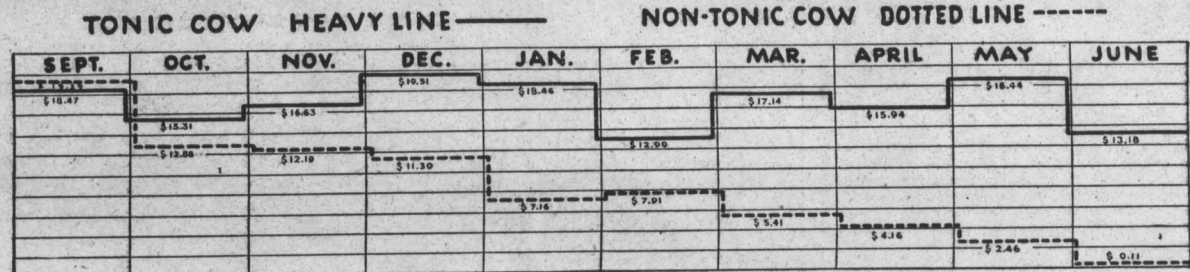 TONIC COW HEAVY LINE NON-TONIC COW DOTTED LINE
SEPT. OCT. NOV. DEC. JAN. FEB. MAR. APRIL MAY JUNE
$18.47 $15.31 $16.63 $19.51 $18.46 $12.99 $17.14 $15.94 $18.44 $13.18
$12.88 $12.19 $11.30 $7.16 $7.91 $5.41 $4.16 $2.46 $0.11